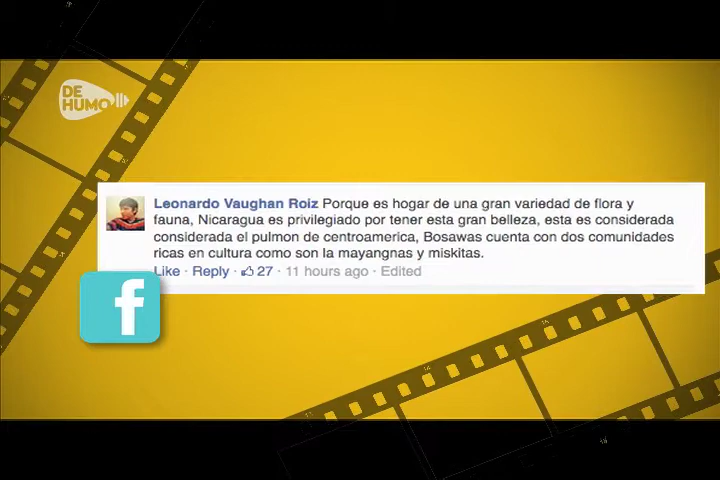 DE
HUMO
Leonardo Vaughan Roiz Porque es hogar de una gran variedad de flora y
fauna, Nicaragua es privilegiado por tener esta gran belleza, esta es considerada
considerada el pulmon de centroamerica, Bosawas cuenta con dos comunidades
ricas en cultura como son la mayangnas y miskitas.
Like · Reply · 27 · 11 hours ago · Edited
f